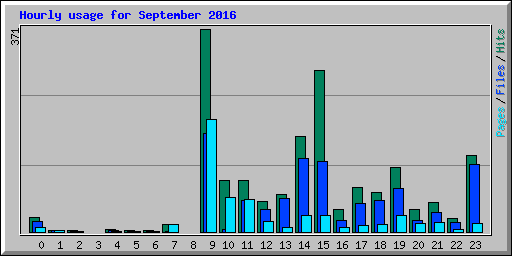 Hourly usage for September 2016
371
Pages/Files/Hits
0 1 2 3 4 5 6 7 8 9 10 11 12 13 14 15 16 17 18 19 20 21 22 23